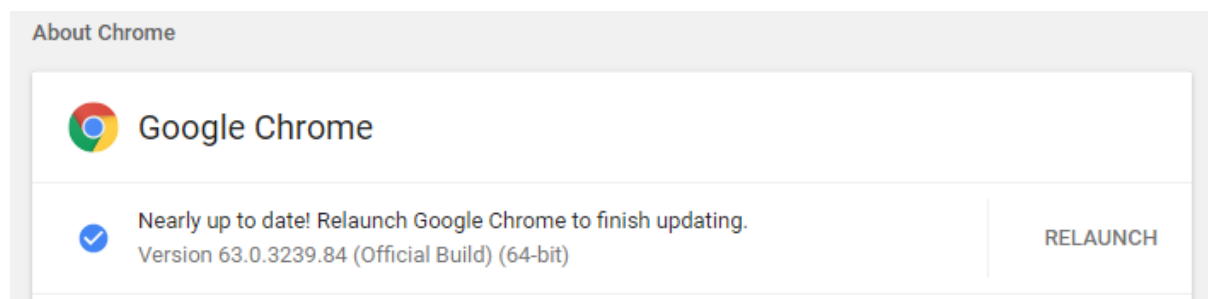 About Chrome
Google Chrome
Nearly up to date! Relaunch Google Chrome to finish updating.
Version 63.0.3239.84 (Official Build) (64-bit)
RELAUNCH